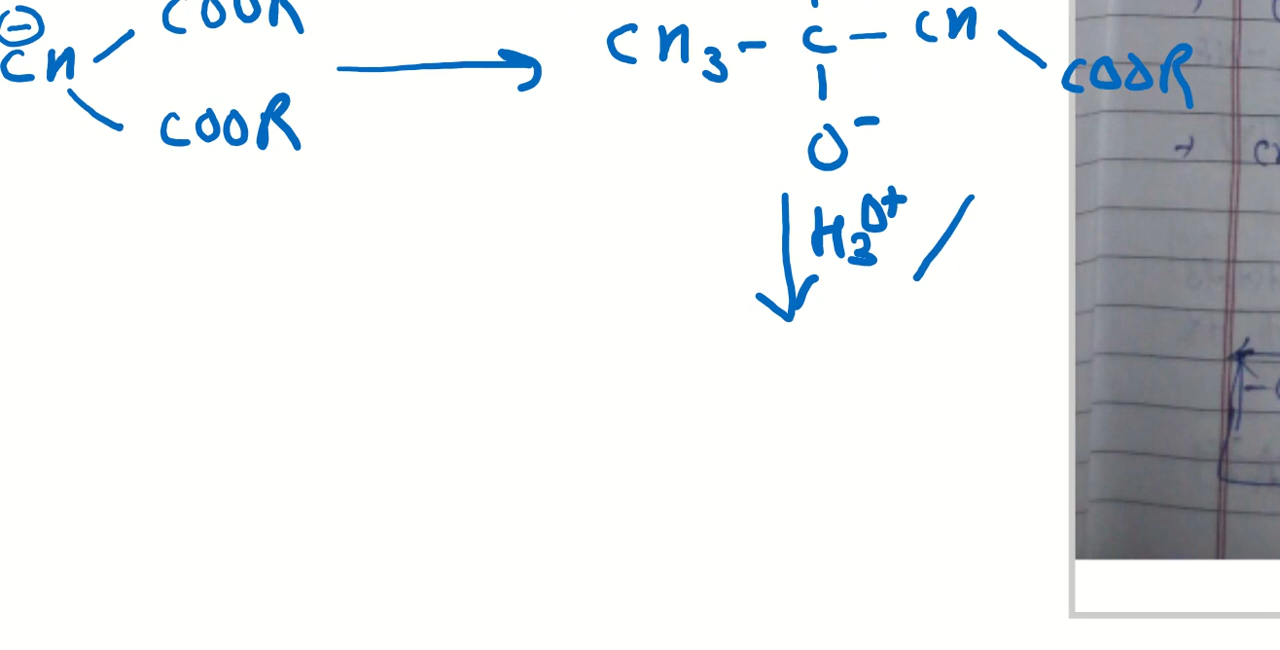 COOR
⊖
CH
COOR
CH3 - C - CH
COOR
O-
H3O+ /